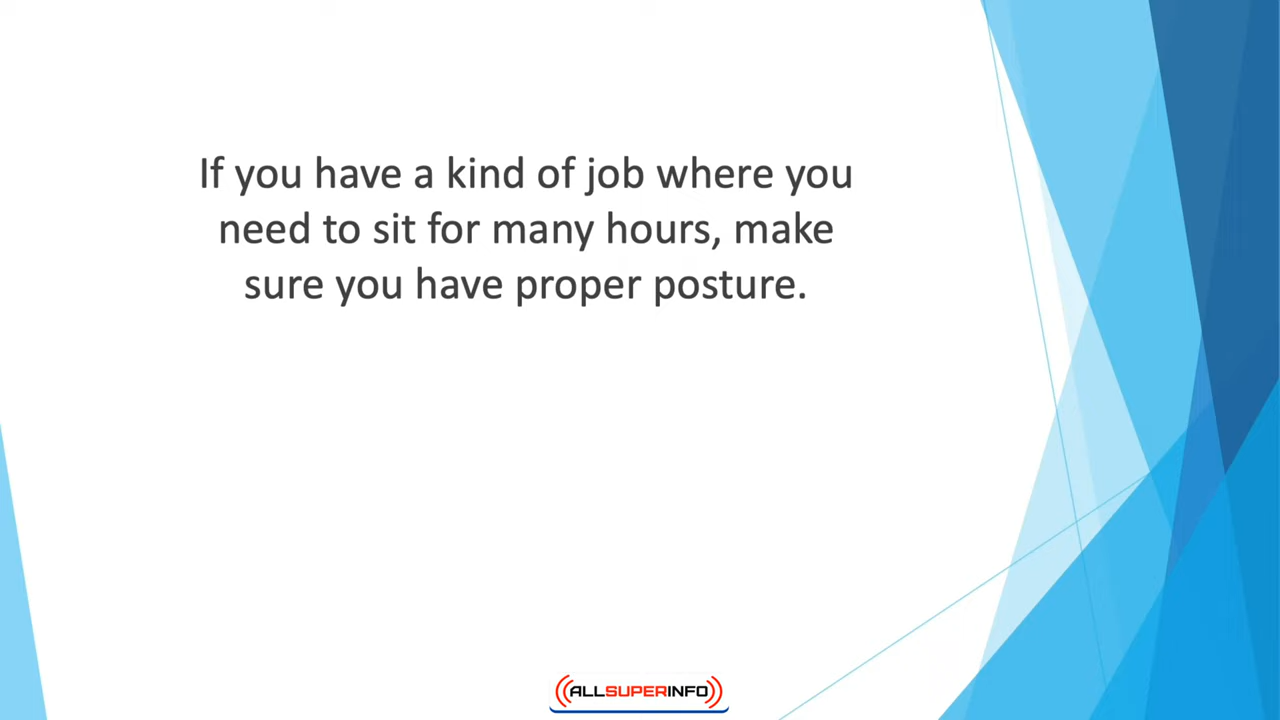 If you have a kind of job where you
need to sit for many hours, make
sure you have proper posture.
ALLSUPERINFO